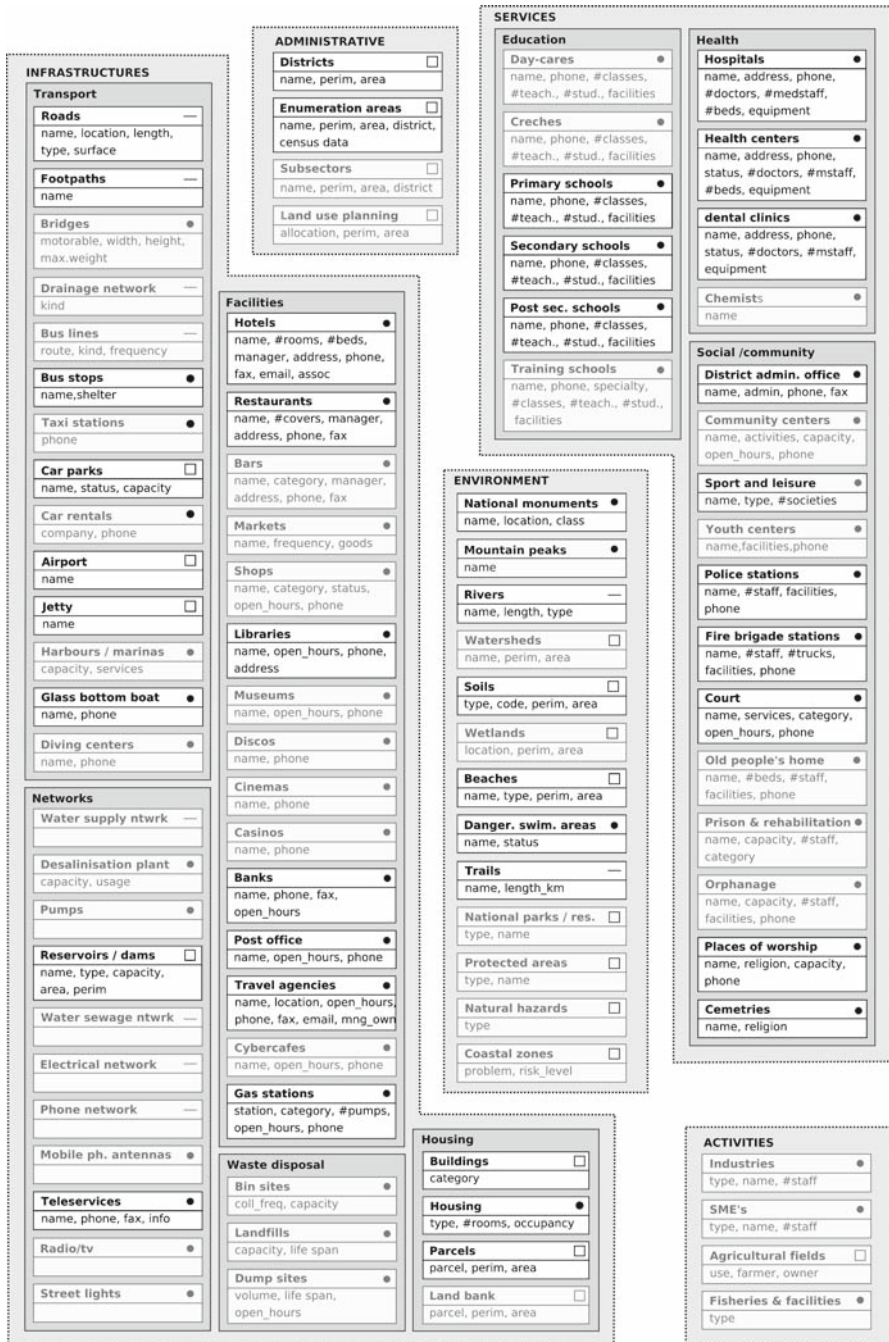 INFRASTRUCTURES
Transport
Roads
name, location, length,
type, surface
Footpaths
name
Bridges
motorable, width, height,
max.weight
Drainage network
kind
Bus lines
route, kind, frequency
Bus stops
name,shelter
Taxi stations
phone
Car parks
name, status, capacity
Car rentals
company, phone
Airport
name
Jetty
name
Harbours / marinas
capacity, services
Glass bottom boat
name, phone
Diving centers
name, phone
Networks
Water supply ntwrk
Desalinisation plant
capacity, usage
Pumps
Reservoirs / dams
name, type, capacity,
area, perim
Water sewage ntwrk
Electrical network
Phone network
Mobile ph. antennas
Teleservices
name, phone, fax, info
Radio/tv
Street lights
Facilities
Hotels
name, #rooms, #beds,
manager, address, phone,
fax, email, assoc
Restaurants
name, #covers, manager,
address, phone, fax
Bars
name, category, manager,
address, phone, fax
Markets
name, frequency, goods
Shops
name, category, status,
open_hours, phone
Libraries
name, open_hours, phone,
address
Museums
name, open_hours, phone
Discos
name, phone
Cinemas
name, phone
Casinos
name, phone
Banks
name, phone, fax,
open_hours
Post office
name, open_hours, phone
Travel agencies
name, location, open_hours,
phone, fax, email, mng_own
Cybercafes
name, open_hours, phone
Gas stations
station, category, #pumps,
open_hours, phone
Waste disposal
Bin sites
coll_freq, capacity
Landfills
capacity, life span
Dump sites
volume, life span,
open_hours
Housing
Buildings
category
Housing
type, #rooms, occupancy
Parcels
parcel, perim, area
Land bank
parcel, perim, area
ADMINISTRATIVE
Districts
name, perim, area
Enumeration areas
name, perim, area, district,
census data
Subsectors
name, perim, area, district
Land use planning
allocation, perim, area
SERVICES
Education
Day-cares
name, phone, #classes,
#teach., #stud., facilities
Creches
name, phone, #classes,
#teach., #stud., facilities
Primary schools
name, phone, #classes,
#teach., #stud., facilities
Secondary schools
name, phone, #classes,
#teach., #stud., facilities
Post sec. schools
name, phone, #classes,
#teach., #stud., facilities
Training schools
name, phone, specialty,
#classes, #teach., #stud.,
facilities
Health
Hospitals
name, address, phone,
#doctors, #medstaff,
#beds, equipment
Health centers
name, address, phone,
status, #doctors, #mstaff,
#beds, equipment
dental clinics
name, address, phone,
status, #doctors, #mstaff,
equipment
Chemists
name
Social /community
District admin. office
name, admin, phone, fax
Community centers
name, activities, capacity,
open_hours, phone
Sport and leisure
name, type, #societies
Youth centers
name,facilities,phone
Police stations
name, #staff, facilities,
phone
Fire brigade stations
name, #staff, #trucks,
facilities, phone
Court
name, services, category,
open_hours, phone
Old people's home
name, #beds, #staff,
facilities, phone
Prison & rehabilitation
name, capacity, #staff,
category
Orphanage
name, capacity, #staff,
facilities, phone
Places of worship
name, religion, capacity,
phone
Cemetries
name, religion
ENVIRONMENT
National monuments
name, location, class
Mountain peaks
name
Rivers
name, length, type
Watersheds
name, perim, area
Soils
type, code, perim, area
Wetlands
location, perim, area
Beaches
name, type, perim, area
Danger. swim. areas
name, status
Trails
name, length_km
National parks / res.
type, name
Protected areas
type, name
Natural hazards
type
Coastal zones
problem, risk_level
ACTIVITIES
Industries
type, name, #staff
SME's
type, name, #staff
Agricultural fields
use, farmer, owner
Fisheries & facilities
type